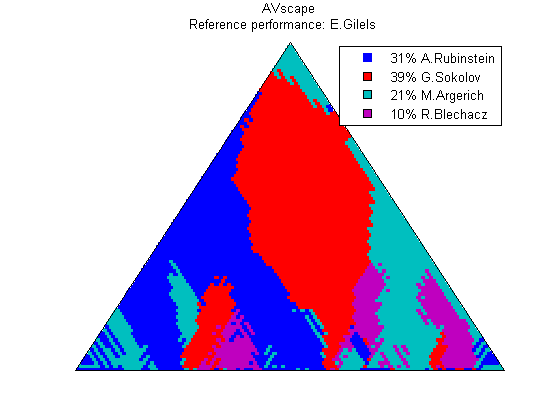 AVscape
Reference performance: E.Gilels
31% A.Rubinstein
39% G.Sokolov
21% M.Argerich
10% R.Blechacz